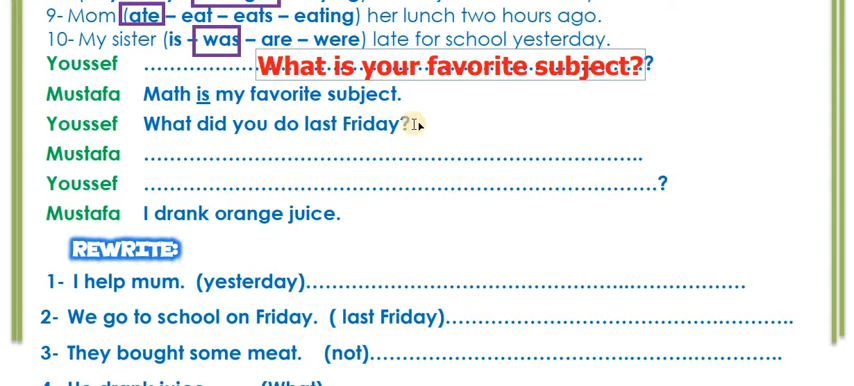 9- Mom (ate – eat – eats – eating) her lunch two hours ago.
10- My sister (is – was – are – were) late for school yesterday.
Youssef ………………What is your favorite subject??
Mustafa Math is my favorite subject.
Youssef What did you do last Friday?
Mustafa ……………………………………………………………………..
Youssef ……………………………………………………………………….?
Mustafa I drank orange juice.
REWRITE:
1- I help mum. (yesterday)…………………………………………..………………
2- We go to school on Friday. ( last Friday)…………………………………….………..
3- They bought some meat. (not)…………………………………….…….…………..